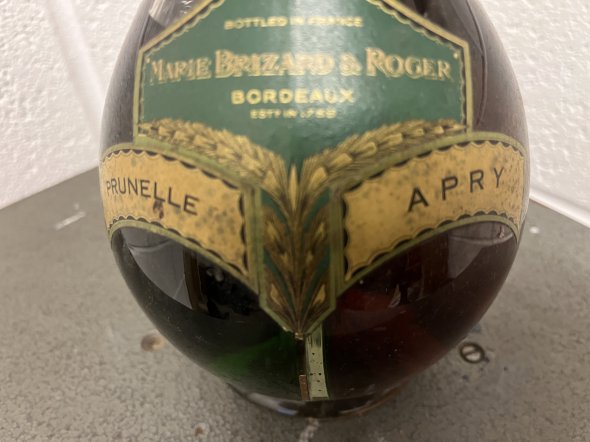 BOTTLED IN FRANCE
MARIE BRIZARD & ROGER
BORDEAUX
ESTD IN 1755
PRUNELLE
APRY